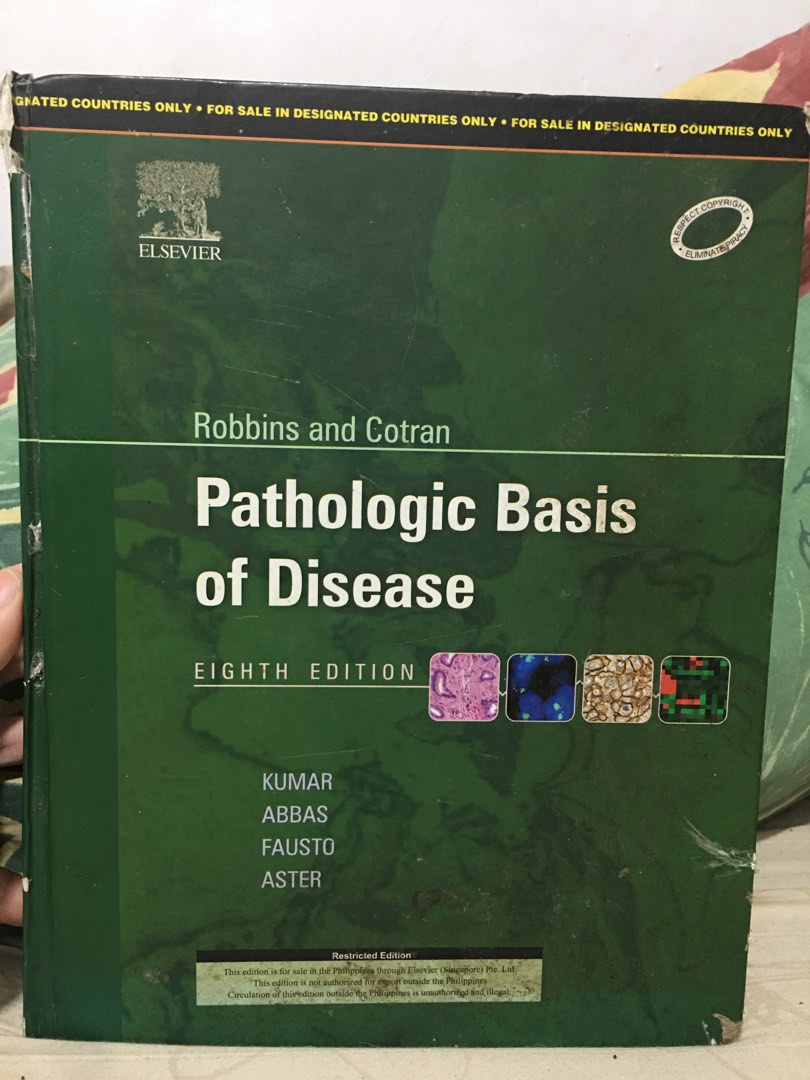 GNATED COUNTRIES ONLY • FOR SALE IN DESIGNATED COUNTRIES ONLY • FOR SALE IN DESIGNATED COUNTRIES ONLY
ELSEVIER
RESPECT COPYRIGHT • ELIMINATE PIRACY •
Robbins and Cotran
Pathologic Basis
of Disease
EIGHTH EDITION
KUMAR
ABBAS
FAUSTO
ASTER
Restricted Edition
This edition is for sale in the Philippines through Elsevier (Singapore) Pte. Ltd.
This edition is not authorized for export outside the Philippines.
Circulation of this edition outside the Philippines is unauthorized and illegal.